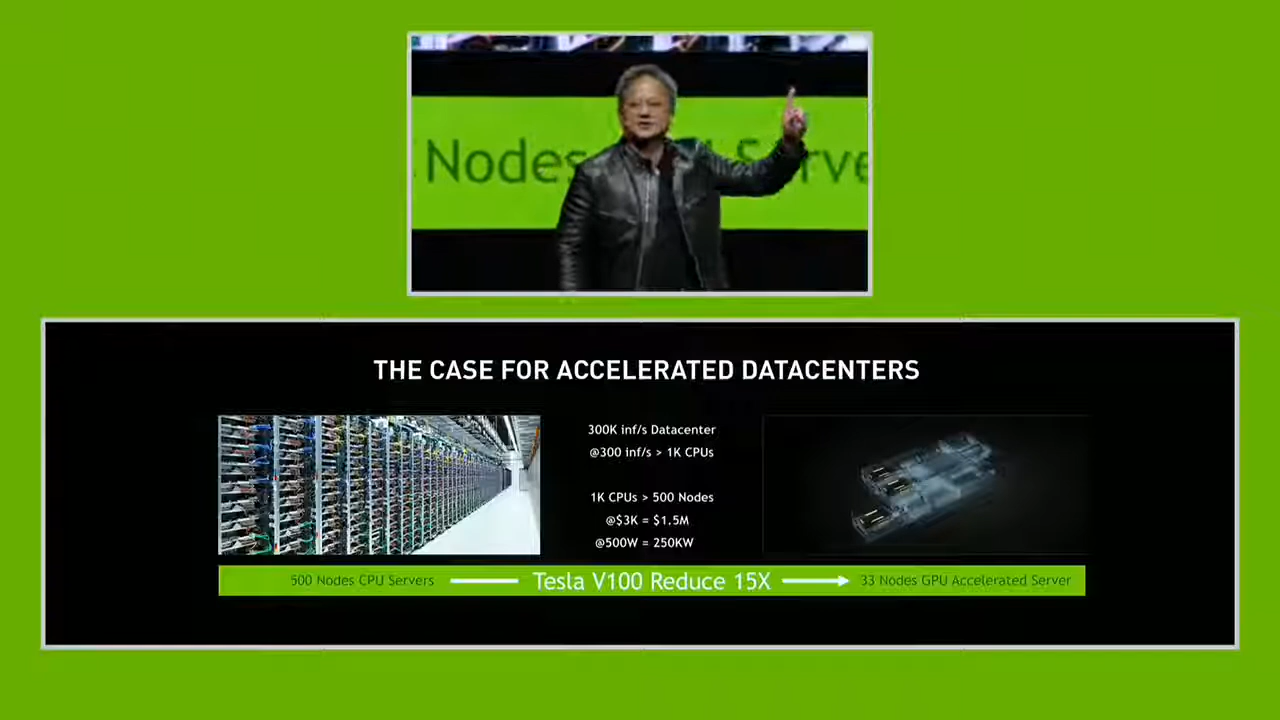 Nodes
THE CASE FOR ACCELERATED DATACENTERS
300K inf/s Datacenter
@300 inf/s > 1K CPUs
1K CPUs > 500 Nodes
@$3K = $1.5M
@500W = 250KW
500 Nodes CPU Servers
Tesla V100 Reduce 15X
33 Nodes GPU Accelerated Server